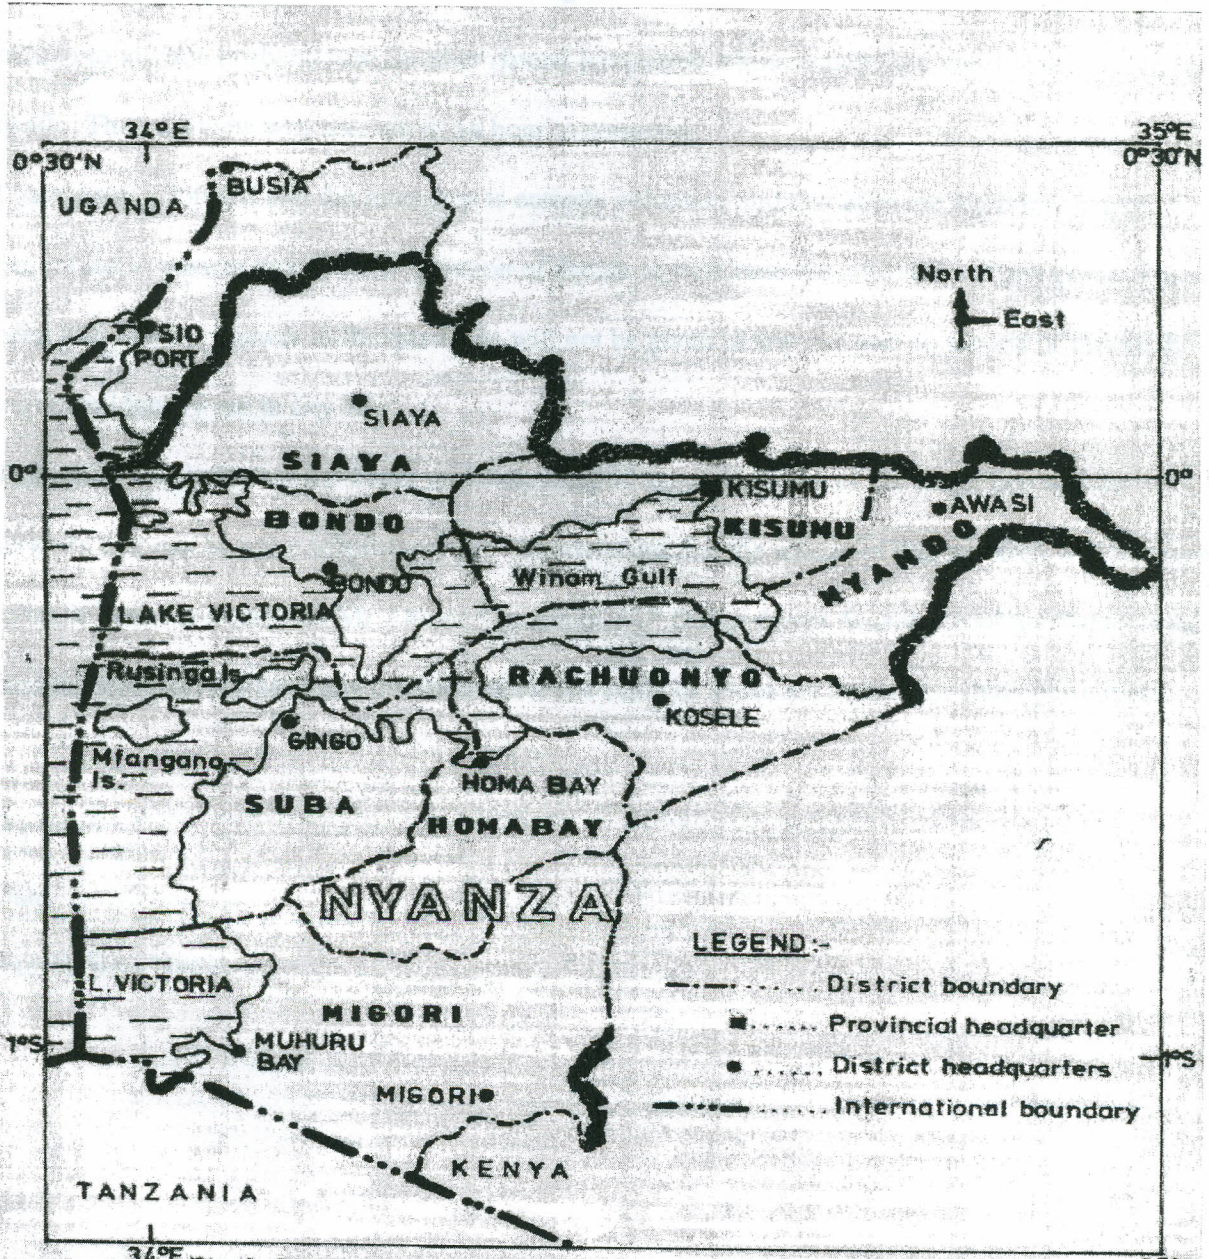 34°E
35°E
0°30'N
0°30'N
BUSIA
UGANDA
North
East
SIO
PORT
SIAYA
SIAYA
0°
0°
KISUMU
AWASI
BONDO
KISUMU
NYANDO
BONDO
Winam Gulf
LAKE VICTORIA
Rusinga Is
RACHUONYO
KOSELE
GINGO
Mfangano
Is.
HOMA BAY
SUBA
HOMABAY
NYANZA
LEGEND:-
L.VICTORIA
District boundary
MIGORI
Provincial headquarter
1°S
MUHURU
BAY
1°S
District headquarters
MIGORI
International boundary
KENYA
TANZANIA
34°E